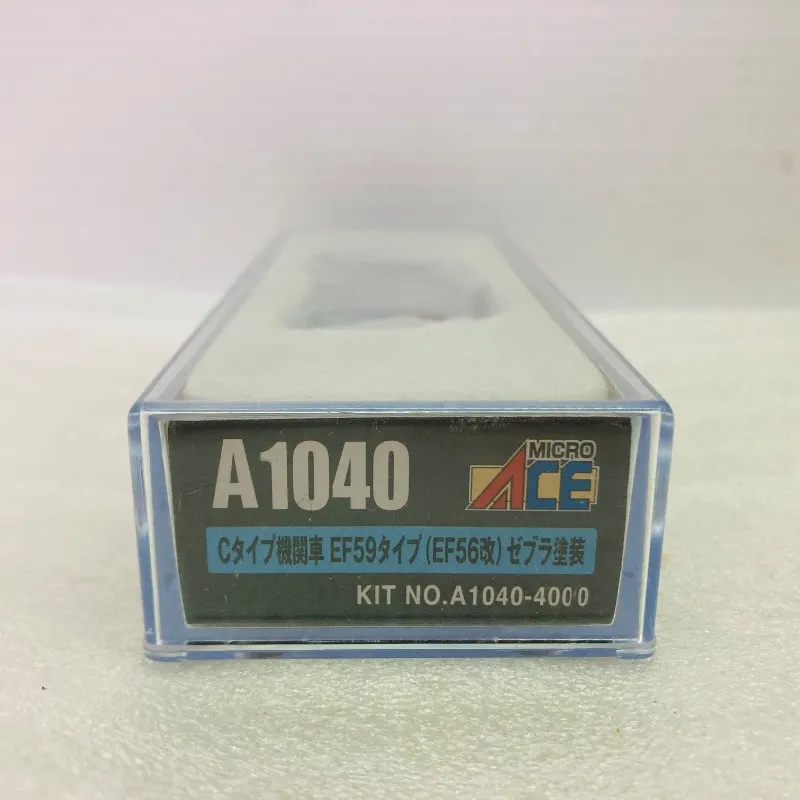 A1040
MICRO
ACE
Cタイプ機関車 EF59タイプ(EF56改) ゼブラ塗装
KIT NO.A1040-4000